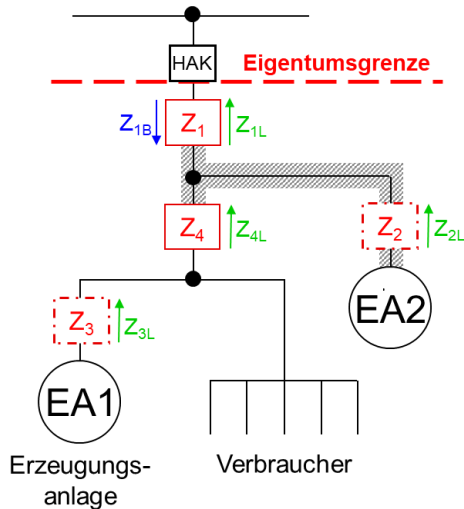 HAK
Eigentumsgrenze
Z1B
Z1
Z1L
Z4
Z4L
Z2
Z2L
Z3
Z3L
EA2
EA1
Erzeugungs-
anlage
Verbraucher